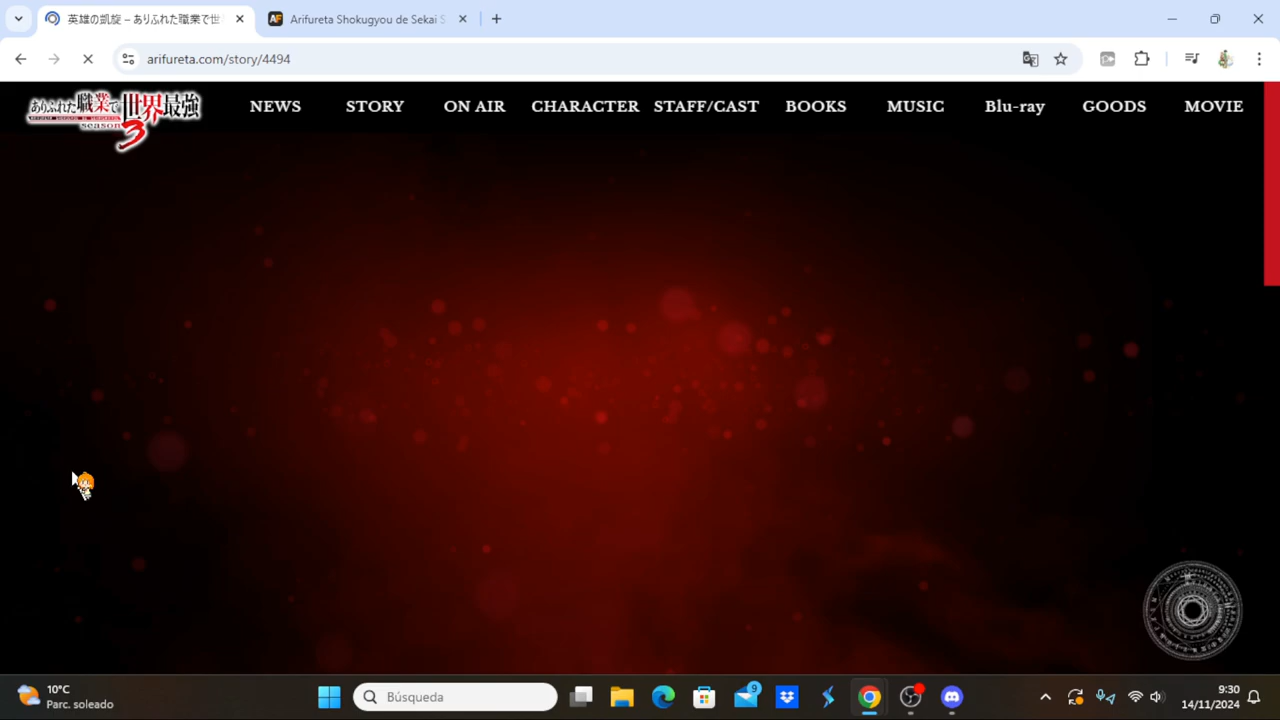 英雄の凱旋 – ありふれた職業で世
Arifureta Shokugyou de Sekai S
arifureta.com/story/4494
ありふれた職業で世界最強
season 3
NEWS
STORY
ON AIR
CHARACTER
STAFF/CAST
BOOKS
MUSIC
Blu-ray
GOODS
MOVIE
10°C
Parc. soleado
Búsqueda
9
9:30
14/11/2024